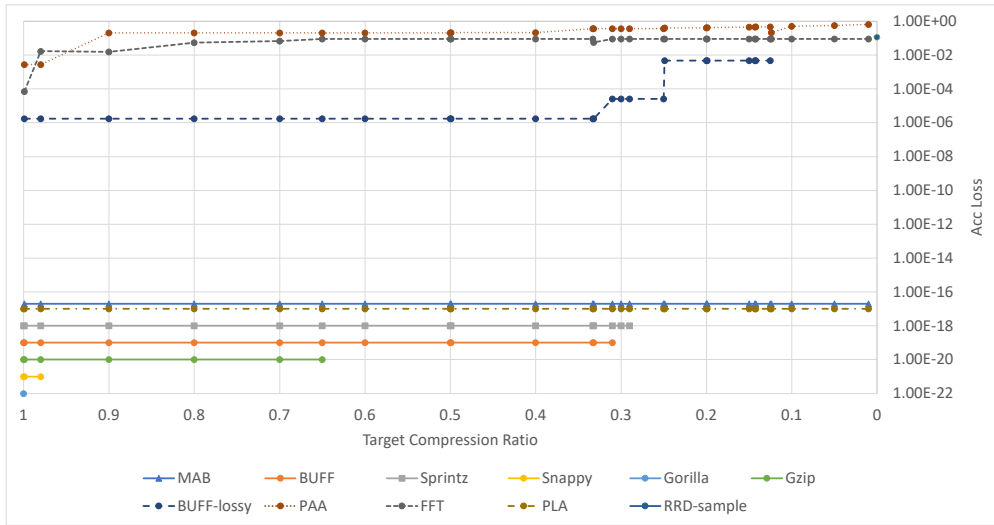 1.00E+00
1.00E-02
1.00E-04
1.00E-06
1.00E-08
1.00E-10
1.00E-12
1.00E-14
1.00E-16
1.00E-18
1.00E-20
1.00E-22
Acc Loss
1 0.9 0.8 0.7 0.6 0.5 0.4 0.3 0.2 0.1 0
Target Compression Ratio
MAB BUFF Sprintz Snappy Gorilla Gzip
BUFF-lossy PAA FFT PLA RRD-sample